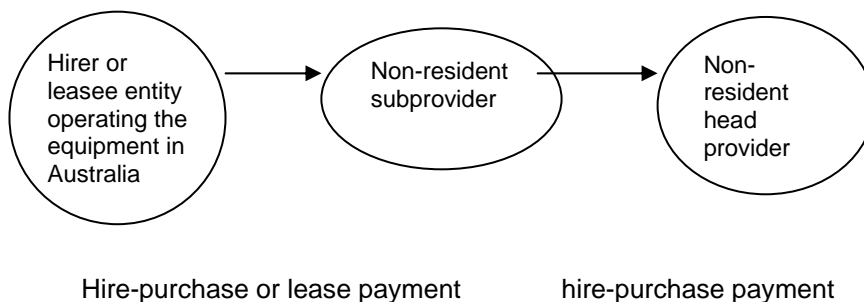 Hirer or
leasee entity
operating the
equipment in
Australia
Non-resident
subprovider
Non-
resident
head
provider
Hire-purchase or lease payment
hire-purchase payment